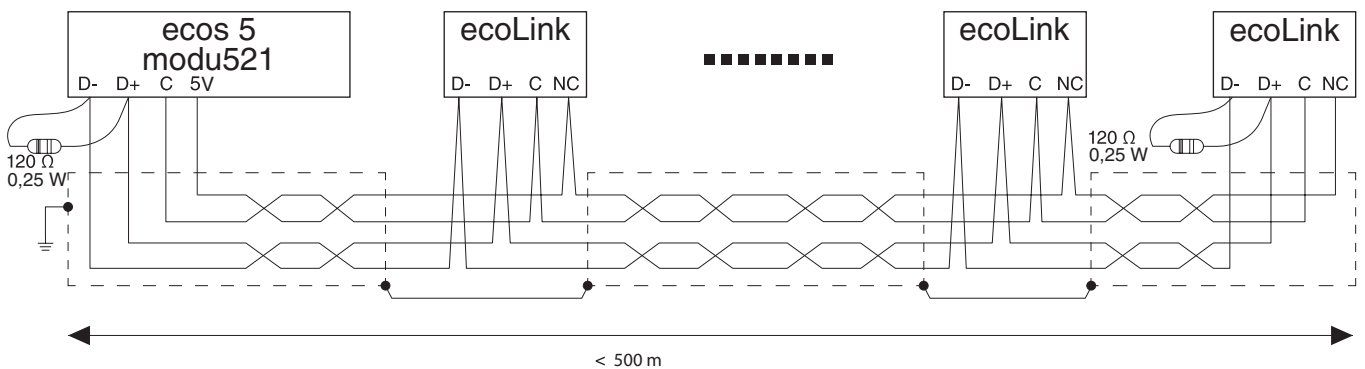 ecos 5
modu521
D- D+ C 5V
ecoLink
D- D+ C NC
ecoLink
D- D+ C NC
ecoLink
D- D+ C NC
120 Ω
0,25 W
120 Ω
0,25 W
< 500 m